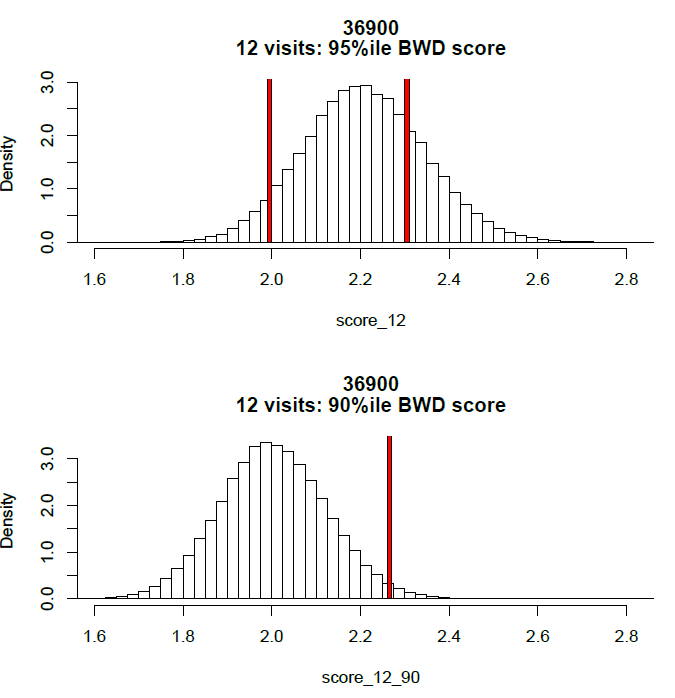 36900
12 visits: 95%ile BWD score
Density
3.0
2.0
1.0
0.0
1.6 1.8 2.0 2.2 2.4 2.6 2.8
score_12
36900
12 visits: 90%ile BWD score
Density
3.0
2.0
1.0
0.0
1.6 1.8 2.0 2.2 2.4 2.6 2.8
score_12_90